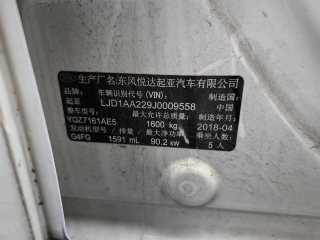 生产厂名:东风悦达起亚汽车有限公司
车辆识别代号(VIN): 制造国:
起亚 LJD1AA229J0009558 中国
整车型号: 最大允许总质量: 制造年月:
YQZ7161AE5 1600 kg 2018-04
发动机型号 / 排量 / 最大净功率: 乘坐人数:
G4FG 1591 mL 90.2 kW 5 人